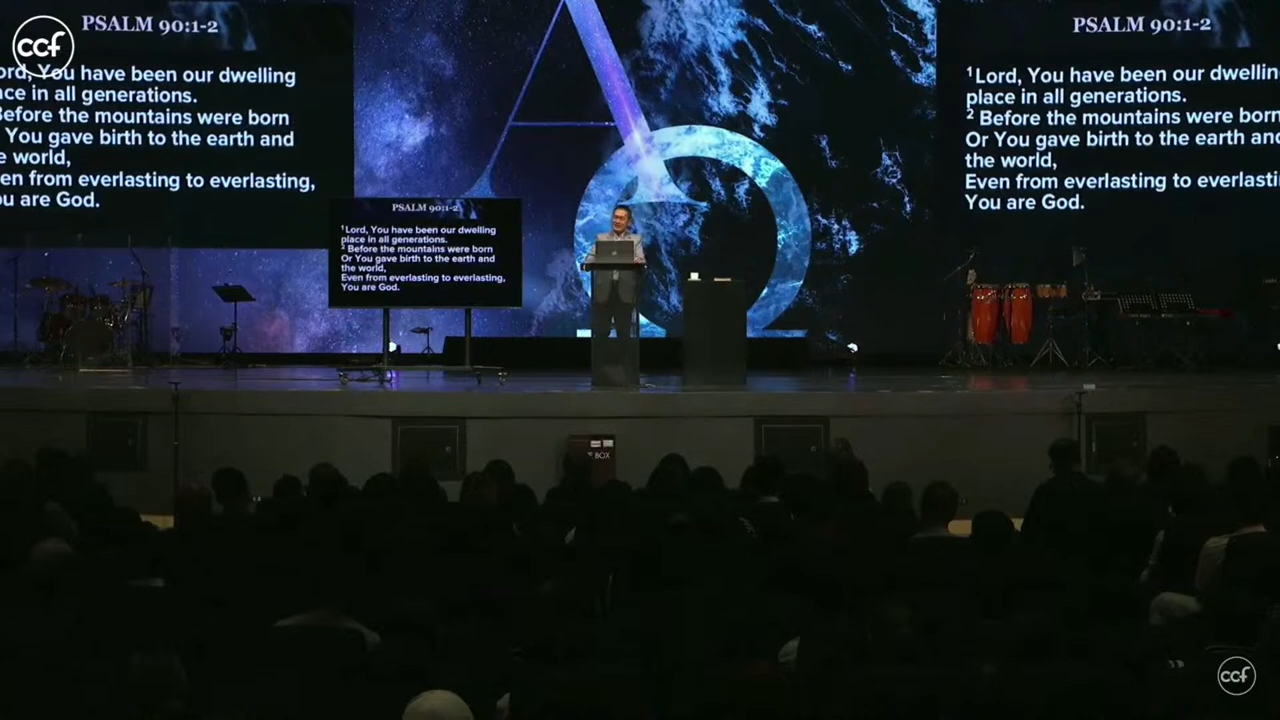 ccf
PSALM 90:1-2
ord, You have been our dwelling
ace in all generations.
Before the mountains were born
You gave birth to the earth and
e world,
en from everlasting to everlasting,
ou are God.
Α
Ω
PSALM 90:1-2
¹Lord, You have been our dwelling
place in all generations.
² Before the mountains were born
Or You gave birth to the earth and
the world,
Even from everlasting to everlasting,
You are God.
PSALM 90:1-2
¹Lord, You have been our dwellin
place in all generations.
² Before the mountains were born
Or You gave birth to the earth and
the world,
Even from everlasting to everlasti
You are God.
BOX
ccf